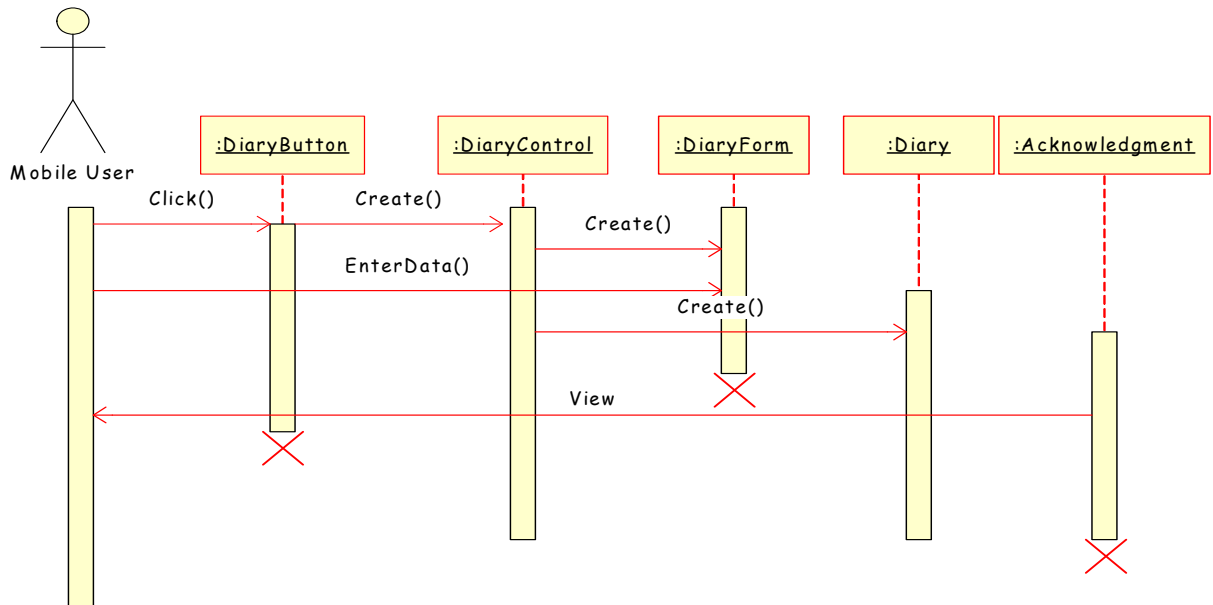 :DiaryButton
:DiaryControl
:DiaryForm
:Diary
:Acknowledgment
Mobile User
Click()
Create()
Create()
EnterData()
Create()
View